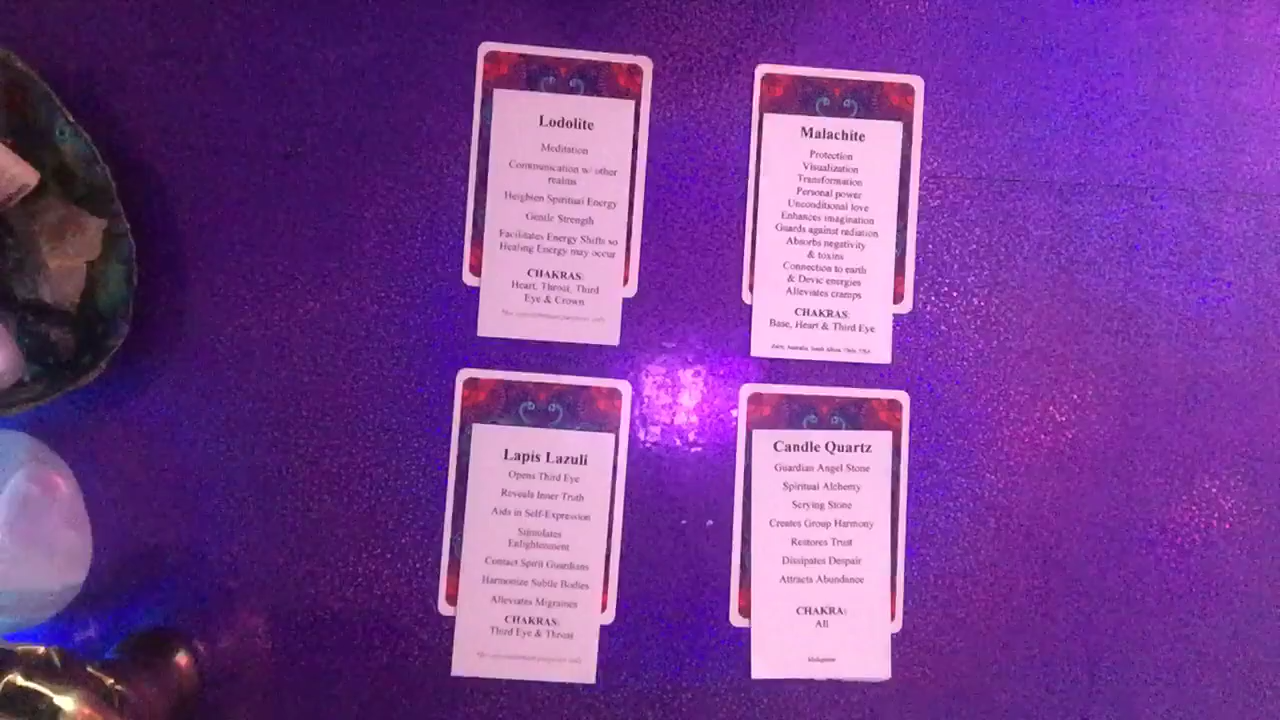 Lodolite
Meditation
Communication w/ other
realms
Heighten Spiritual Energy
Gentle Strength
Facilitates Energy Shifts so
Healing Energy may occur
CHAKRAS:
Heart, Throat, Third
Eye & Crown
Malachite
Protection
Visualization
Transformation
Personal power
Unconditional love
Enhances imagination
Guards against radiation
Absorbs negativity
& toxins
Connection to earth
& Devic energies
Alleviates cramps
CHAKRAS:
Base, Heart & Third Eye
Lapis Lazuli
Opens Third Eye
Reveals Inner Truth
Aids in Self-Expression
Stimulates
Enlightenment
Contact Spirit Guardians
Harmonize Subtle Bodies
Alleviates Migraines
CHAKRAS:
Third Eye & Throat
Candle Quartz
Guardian Angel Stone
Spiritual Alchemy
Scrying Stone
Creates Group Harmony
Restores Trust
Dissipates Despair
Attracts Abundance
CHAKRA:
All